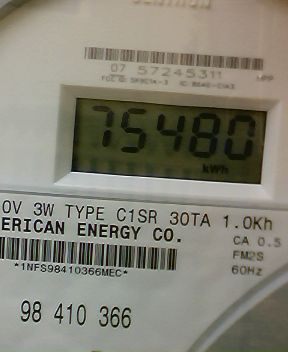 CENTRON
07 57245311
75480
kWh
0V 3W TYPE C1SR 30TA 1.0Kh
ERICAN ENERGY CO.
CA 0.5
FM2S
60Hz
*1NFS98410366MEC*
98 410 366